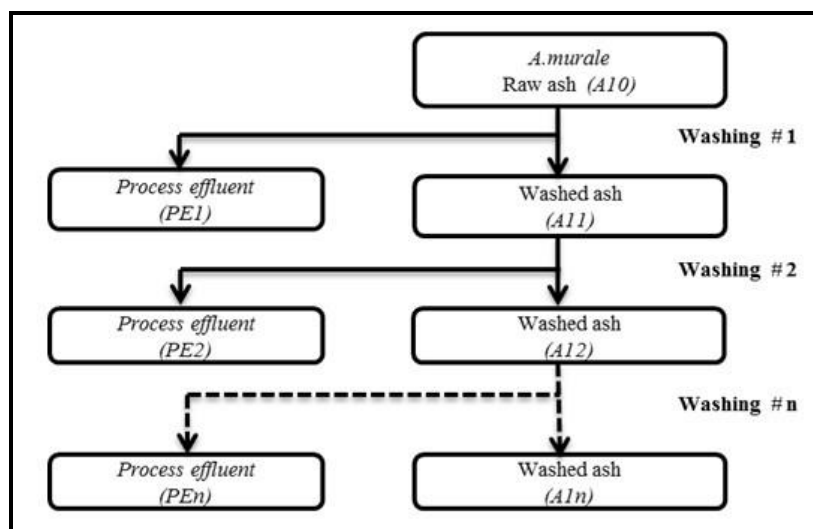 A.murale
Raw ash (A10)
Washing #1
Process effluent
(PE1)
Washed ash
(A11)
Washing #2
Process effluent
(PE2)
Washed ash
(A12)
Washing #n
Process effluent
(PEn)
Washed ash
(A1n)